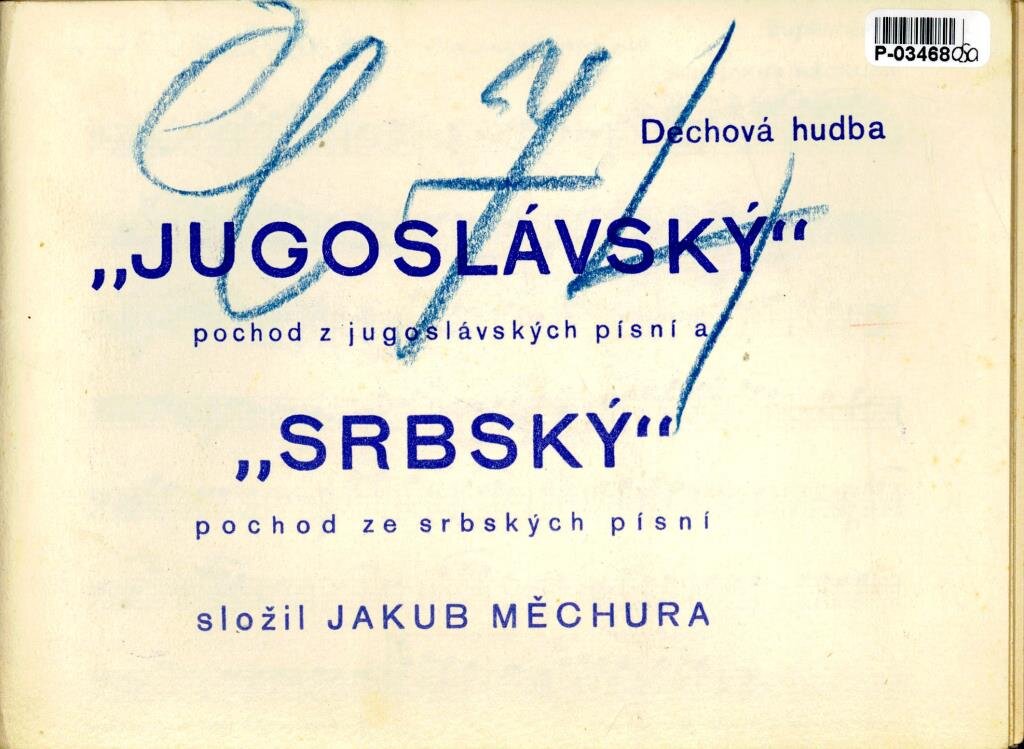 P-03468
Dechová hudba
„JUGOSLÁVSKÝ“
pochod z jugoslávských písní a
„SRBSKÝ“
pochod ze srbských písní
složil JAKUB MĚCHURA